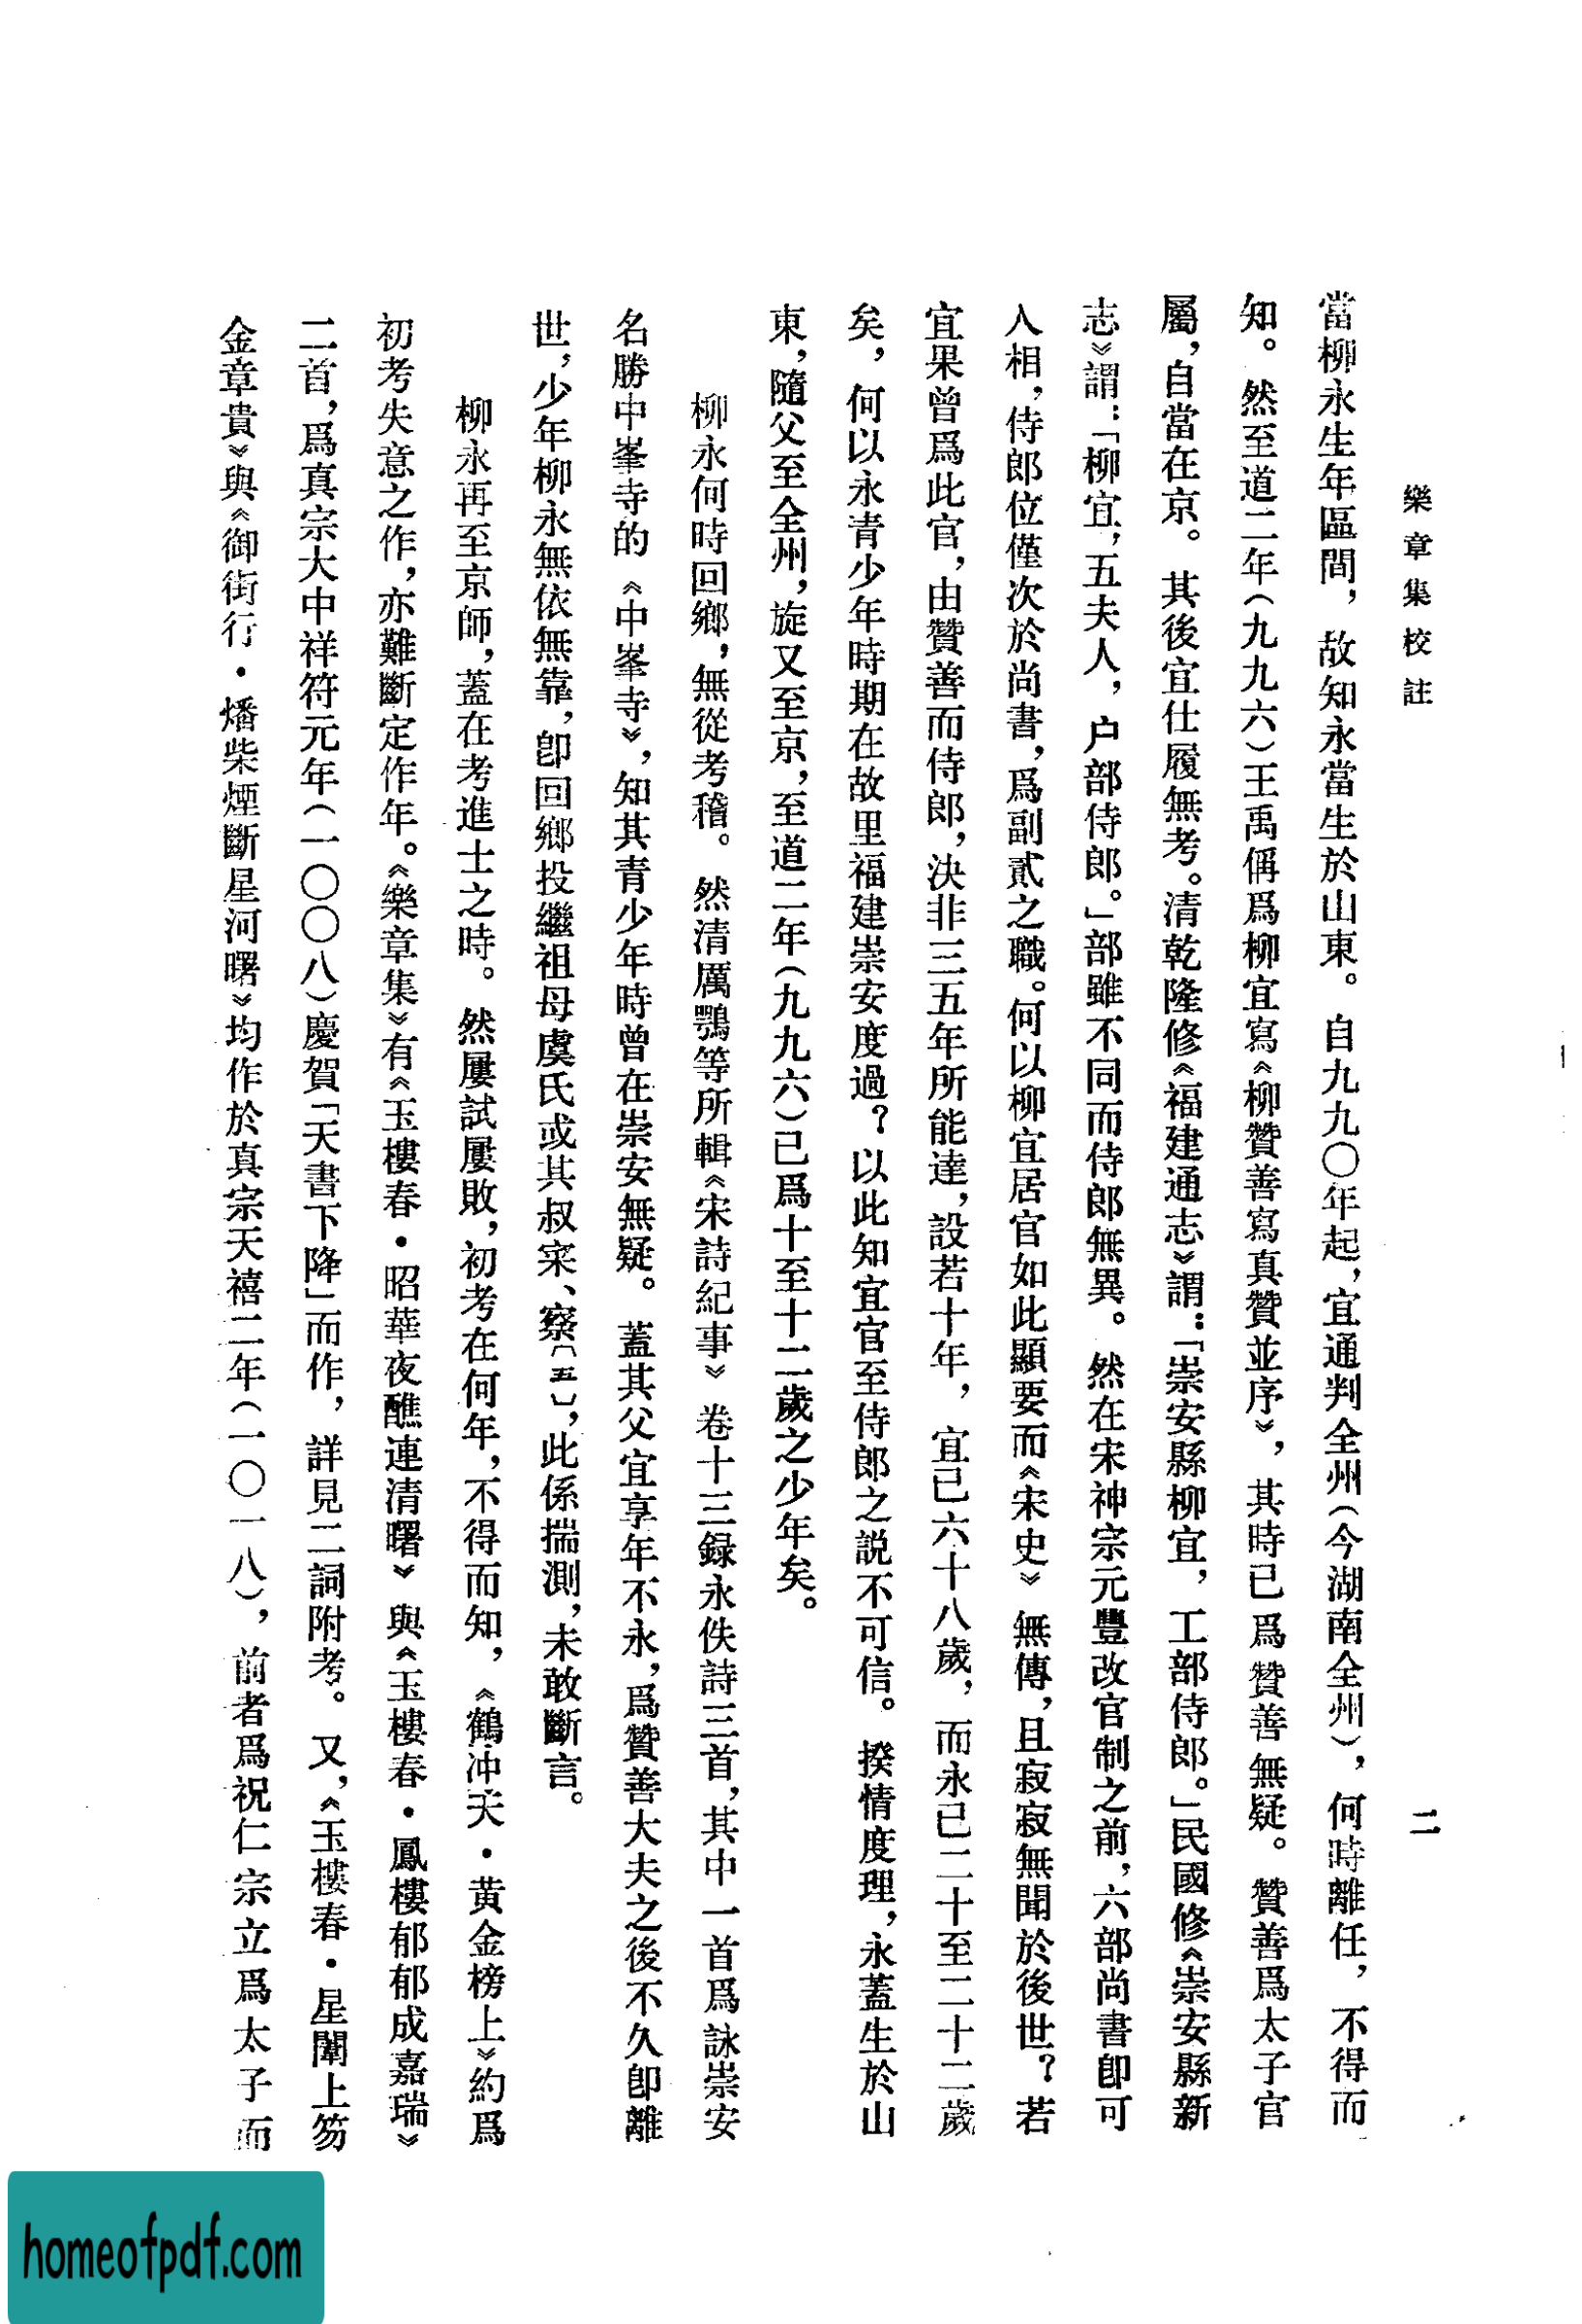 樂章集校註
二
當柳永生年區間，故知永當生於山東。自九九〇年起，宜通判全州（今湖南全州），何時離任，不得而
知。然至道二年（九九六）王禹偁爲柳宜寫《柳贊善寫真贊並序》，其時已爲贊善無疑。贊善爲太子官
屬，自當在京。其後宜仕履無考。清乾隆修《福建通志》謂：「崇安縣柳宜，工部侍郎。」民國修《崇安縣新
志》謂：「柳宜，五夫人，户部侍郎。」部雖不同而侍郎無異。然在宋神宗元豐改官制之前，六部尚書卽可
入相，侍郎位僅次於尚書，爲副貳之職。何以柳宜居官如此顯要而《宋史》無傳，且寂寂無聞於後世？若
宜果曾爲此官，由贊善而侍郎，決非三五年所能達，設若十年，宜已六十八歲，而永已二十至二十二歲
矣，何以永青少年時期在故里福建崇安度過？以此知宜官至侍郎之説不可信。揆情度理，永蓋生於山
東，隨父至全州，旋又至京，至道二年（九九六）已爲十至十二歲之少年矣。
柳永何時回鄉，無從考稽。然清厲鶚等所輯《宋詩紀事》卷十三録永佚詩三首，其中一首爲詠崇安
名勝中峯寺的《中峯寺》，知其青少年時曾在崇安無疑。蓋其父宜享年不永，爲贊善大夫之後不久卽離
世，少年柳永無依無靠，卽回鄉投繼祖母虞氏或其叔寀、察〔五〕，此係揣測，未敢斷言。
柳永再至京師，蓋在考進士之時。然屢試屢敗，初考在何年，不得而知，《鶴冲天·黄金榜上》約爲
初考失意之作，亦難斷定作年。《樂章集》有《玉樓春·昭華夜醮連清曙》與《玉樓春·鳳樓郁郁成嘉瑞》
二首，爲真宗大中祥符元年（一〇〇八）慶賀「天書下降」而作，詳見二詞附考。又，《玉樓春·星闈上笏
金章貴》與《御街行·燔柴煙斷星河曙》均作於真宗天禧二年（一〇一八），前者爲祝仁宗立爲太子而
homeofpdf.com